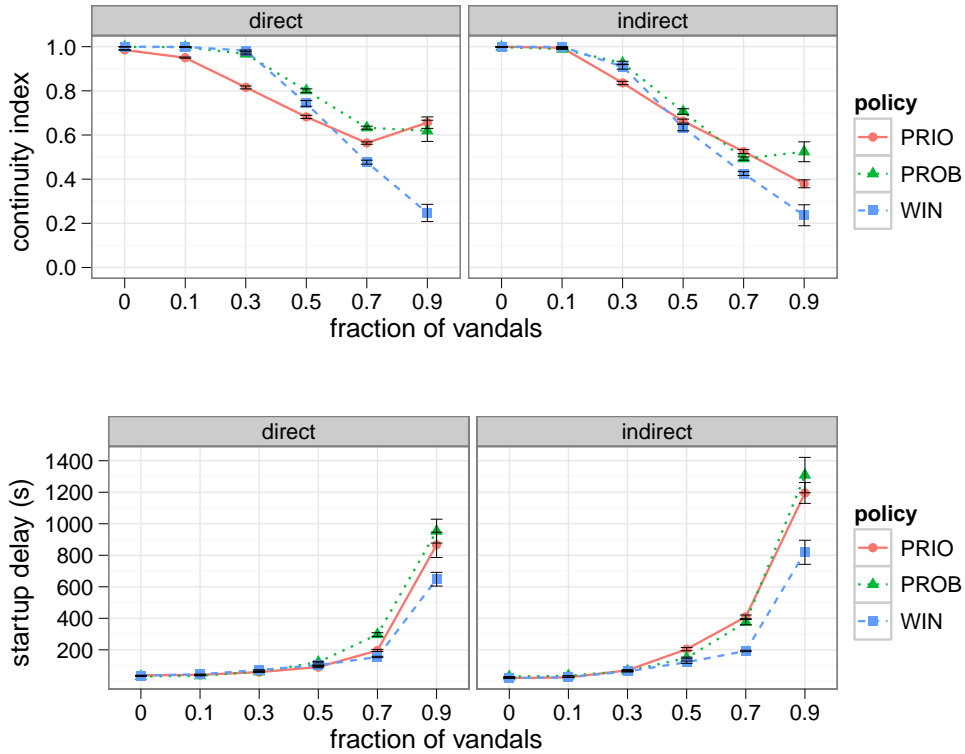 direct
indirect
continuity index
1.0
0.8
0.6
0.4
0.2
0.0
0 0.1 0.3 0.5 0.7 0.9
0 0.1 0.3 0.5 0.7 0.9
fraction of vandals
policy
PRIO
PROB
WIN
direct
indirect
startup delay (s)
1400
1200
1000
800
600
400
200
0 0.1 0.3 0.5 0.7 0.9
0 0.1 0.3 0.5 0.7 0.9
fraction of vandals
policy
PRIO
PROB
WIN